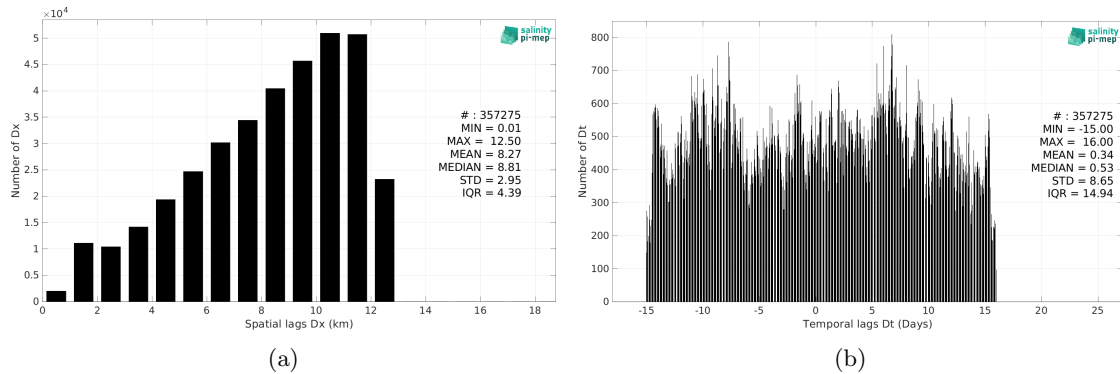 ×10⁴
5
4.5
4
3.5
3
2.5
2
1.5
1
0.5
0
Number of Dx
0 2 4 6 8 10 12 14 16 18
Spatial lags Dx (km)
salinity
pi-mep
# : 357275
MIN = 0.01
MAX = 12.50
MEAN = 8.27
MEDIAN = 8.81
STD = 2.95
IQR = 4.39
(a)
800
700
600
500
400
300
200
100
0
Number of Dt
-15 -10 -5 0 5 10 15 20 25
Temporal lags Dt (Days)
salinity
pi-mep
# : 357275
MIN = -15.00
MAX = 16.00
MEAN = 0.34
MEDIAN = 0.53
STD = 8.65
IQR = 14.94
(b)